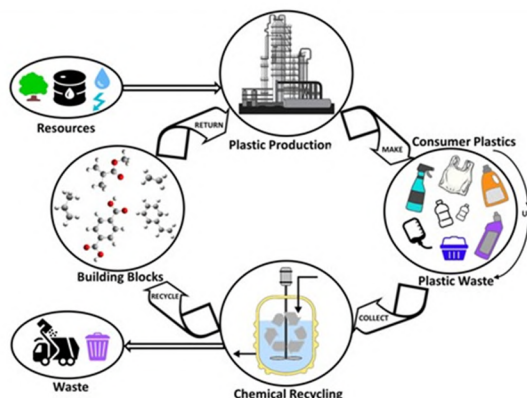 Resources
RETURN
Plastic Production
MAKE
Consumer Plastics
Building Blocks
Plastic Waste
RECYCLE
COLLECT
Waste
Chemical Recycling